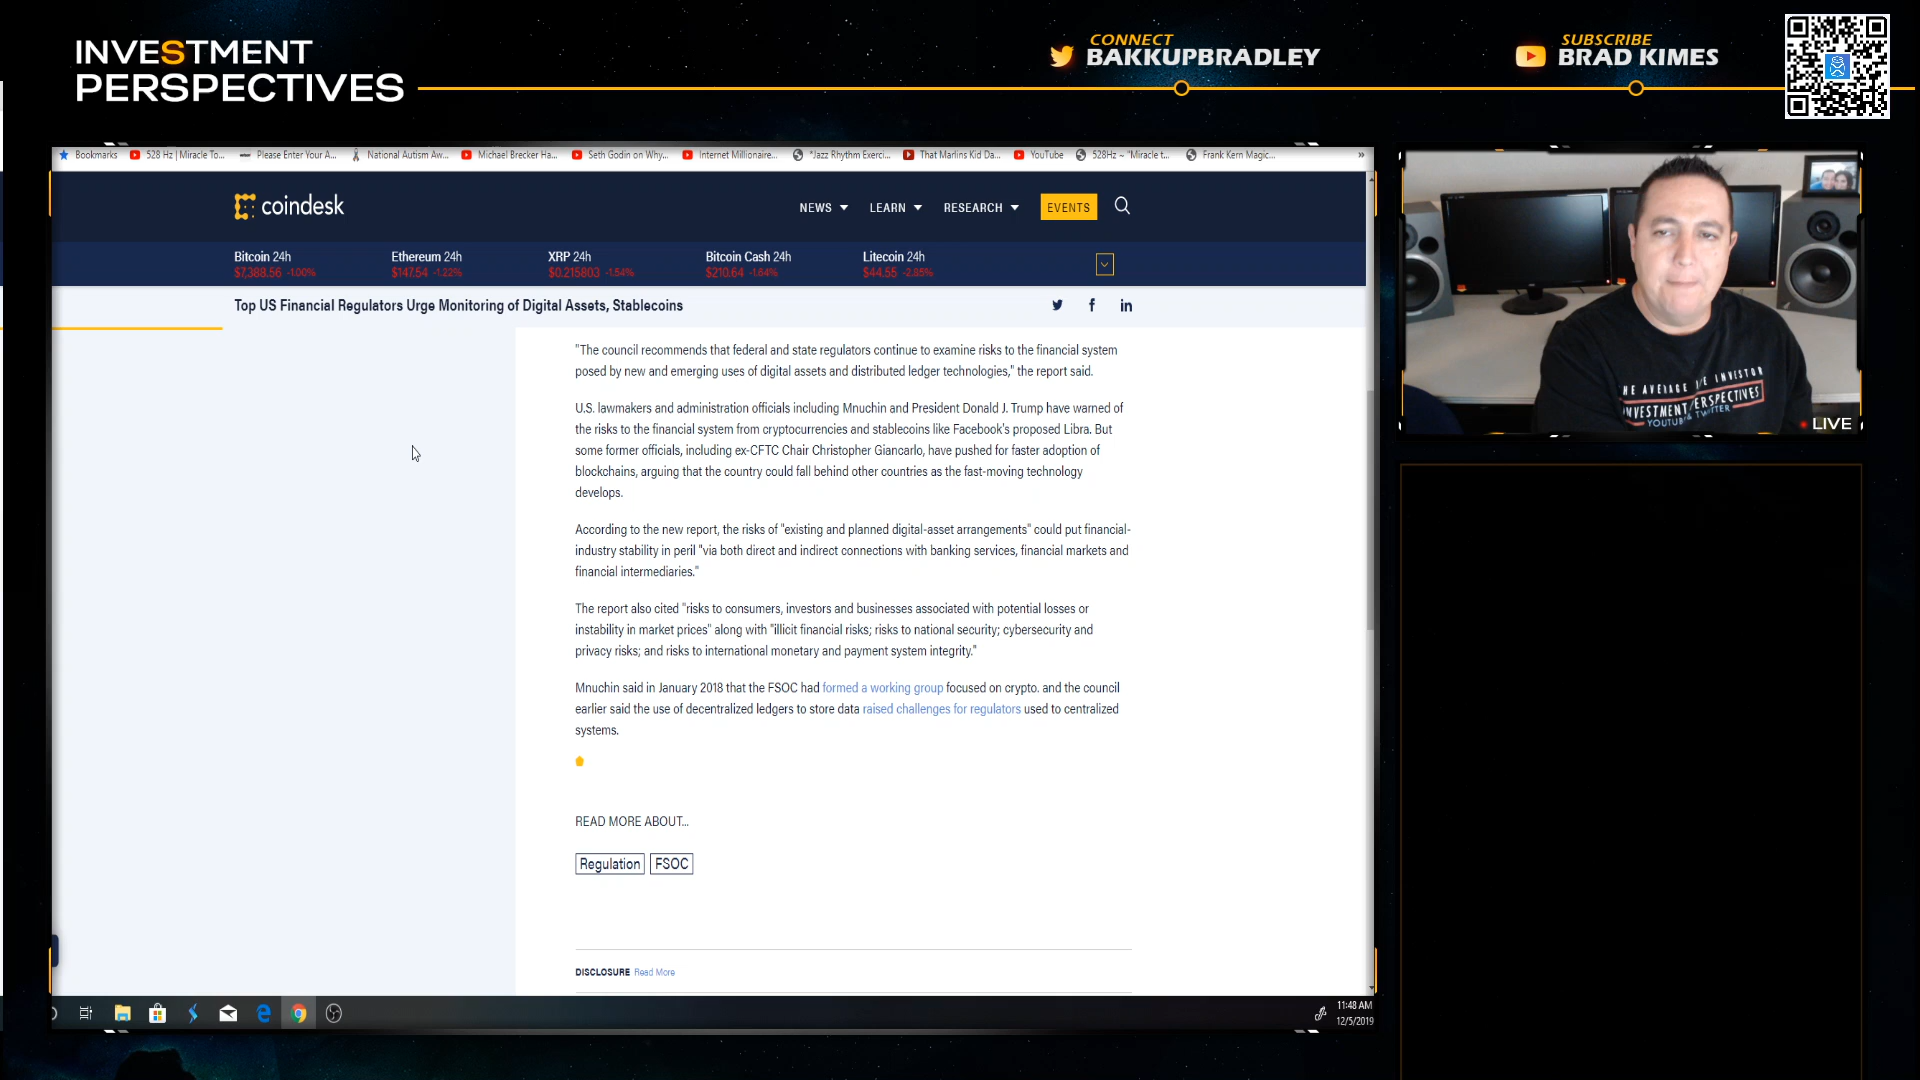 INVESTMENT
PERSPECTIVES
CONNECT
BAKKUPBRADLEY
SUBSCRIBE
BRAD KIMES
Bookmarks 528 Hz | Miracle To... Please Enter Your A... National Autism Aw... Michael Brecker Ha... Seth Godin on Why... Internet Millionaire... *Jazz Rhythm Exerci... That Marlins Kid Da... YouTube 528Hz ~ "Miracle t... Frank Kern Magic... »
coindesk
NEWS LEARN RESEARCH EVENTS
Bitcoin 24h Ethereum 24h XRP 24h Bitcoin Cash 24h Litecoin 24h
$7,388.56 -1.00% $147.54 -1.22% $0.215803 -1.54% $210.64 -1.64% $44.55 -2.85%
Top US Financial Regulators Urge Monitoring of Digital Assets, Stablecoins
"The council recommends that federal and state regulators continue to examine risks to the financial system
posed by new and emerging uses of digital assets and distributed ledger technologies," the report said.
U.S. lawmakers and administration officials including Mnuchin and President Donald J. Trump have warned of
the risks to the financial system from cryptocurrencies and stablecoins like Facebook's proposed Libra. But
some former officials, including ex-CFTC Chair Christopher Giancarlo, have pushed for faster adoption of
blockchains, arguing that the country could fall behind other countries as the fast-moving technology
develops.
According to the new report, the risks of "existing and planned digital-asset arrangements" could put financial-
industry stability in peril "via both direct and indirect connections with banking services, financial markets and
financial intermediaries."
The report also cited "risks to consumers, investors and businesses associated with potential losses or
instability in market prices" along with "illicit financial risks; risks to national security; cybersecurity and
privacy risks; and risks to international monetary and payment system integrity."
Mnuchin said in January 2018 that the FSOC had formed a working group focused on crypto. and the council
earlier said the use of decentralized ledgers to store data raised challenges for regulators used to centralized
systems.
READ MORE ABOUT...
Regulation FSOC
DISCLOSURE Read More
11:48 AM
12/5/2019
INVESTOR
YOUTUBE TWITTER
LIVE